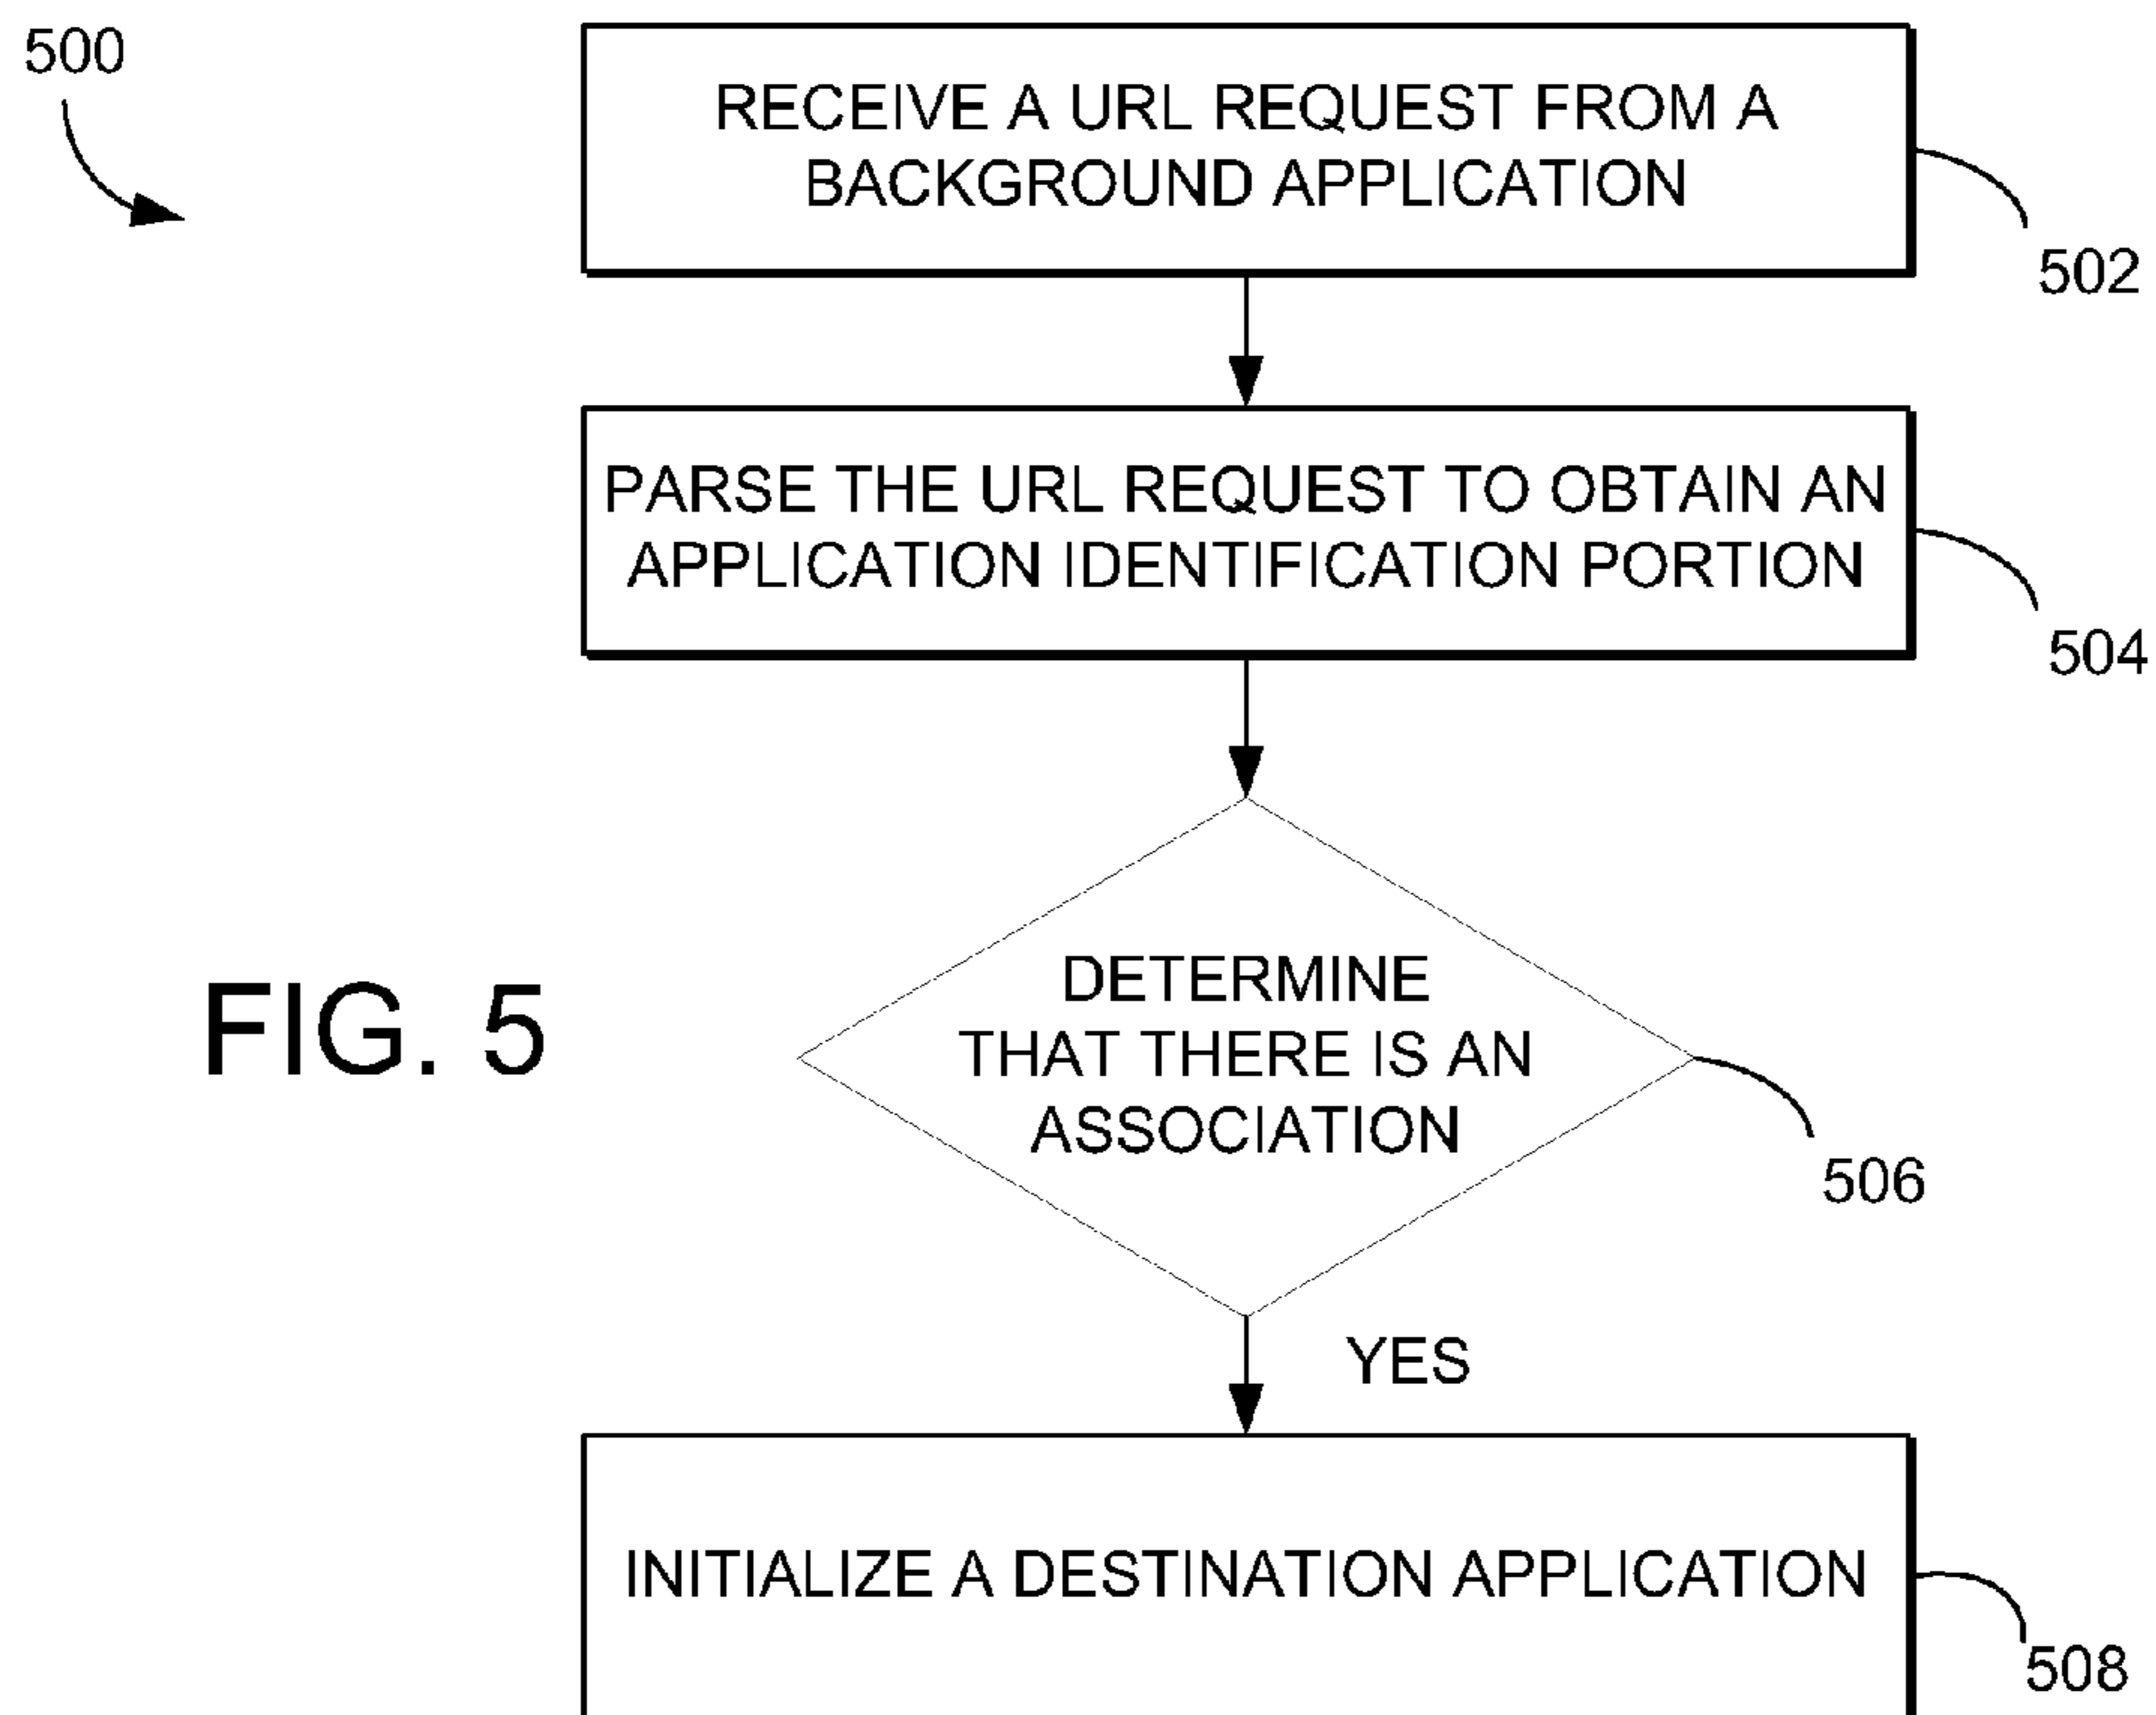 500
RECEIVE A URL REQUEST FROM A
BACKGROUND APPLICATION
502
PARSE THE URL REQUEST TO OBTAIN AN
APPLICATION IDENTIFICATION PORTION
504
DETERMINE
THAT THERE IS AN
ASSOCIATION
506
FIG. 5
YES
INITIALIZE A DESTINATION APPLICATION
508